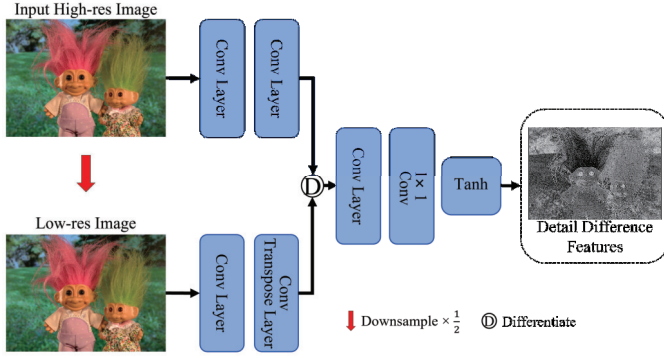 Input High-res Image
Conv Layer
Conv Layer
D
Conv Layer
1×1
Conv
Tanh
Detail Difference
Features
Low-res Image
Conv Layer
Conv
Transpose Layer
Downsample × 1/2
D Differentiate